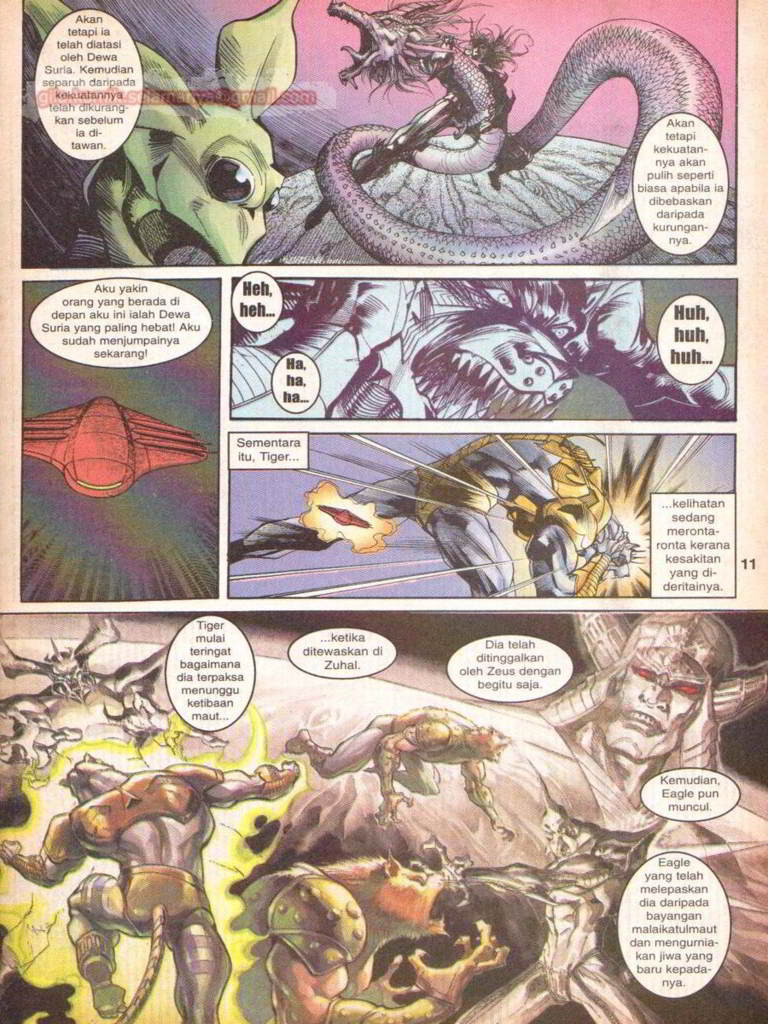 Akan
tetapi ia
telah diatasi
oleh Dewa
Suria. Kemudian
separuh daripada
kekuatannya
telah dikurang-
kan sebelum
ia di-
tawan.
Akan
tetapi
kekuatan-
nya akan
pulih seperti
biasa apabila ia
dibebaskan
daripada
kurungan-
nya.
Aku yakin
orang yang berada di
depan aku ini ialah Dewa
Suria yang paling hebat! Aku
sudah menjumpainya
sekarang!
Heh,
heh...
Ha,
ha,
ha...
Huh,
huh,
huh...
Sementara
itu, Tiger...
...kelihatan
sedang
meronta-
ronta kerana
kesakitan
yang di-
deritainya.
11
Tiger
mulai
teringat
bagaimana
dia terpaksa
menunggu
ketibaan
maut...
...ketika
ditewaskan di
Zuhal.
Dia telah
ditinggalkan
oleh Zeus dengan
begitu saja.
Kemudian,
Eagle pun
muncul.
Eagle
yang telah
melepaskan
dia daripada
bayangan
malaikatulmaut
dan mengurnia-
kan jiwa yang
baru kepada-
nya.